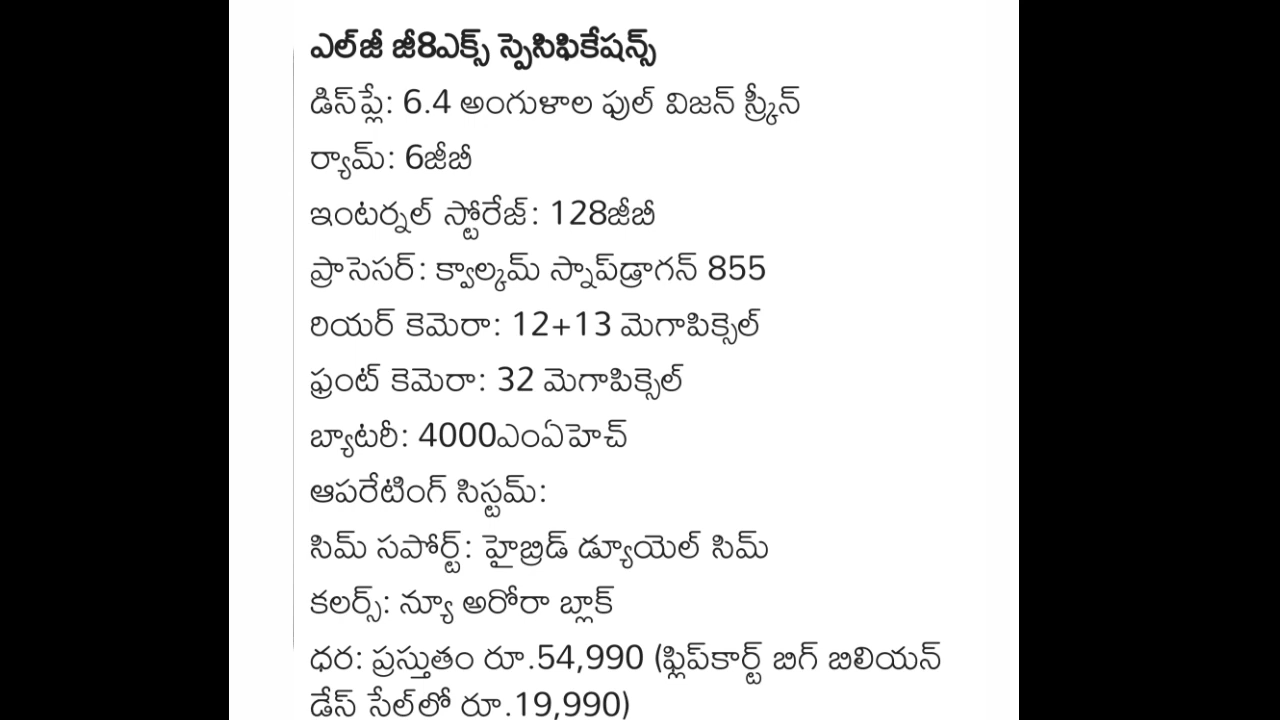 ఎల్‌జీ జీ8ఎక్స్ స్పెసిఫికేషన్స్
డిస్‌ప్లే: 6.4 అంగుళాల ఫుల్ విజన్ స్క్రీన్
ర్యామ్: 6జీబీ
ఇంటర్నల్ స్టోరేజ్: 128జీబీ
ప్రాసెసర్: క్వాల్కమ్ స్నాప్‌డ్రాగన్ 855
రియర్ కెమెరా: 12+13 మెగాపిక్సెల్
ఫ్రంట్ కెమెరా: 32 మెగాపిక్సెల్
బ్యాటరీ: 4000ఎంఏహెచ్
ఆపరేటింగ్ సిస్టమ్:
సిమ్ సపోర్ట్: హైబ్రిడ్ డ్యూయెల్ సిమ్
కలర్స్: న్యూ అరోరా బ్లాక్
ధర: ప్రస్తుతం రూ.54,990 (ఫ్లిప్‌కార్ట్ బిగ్ బిలియన్
డేస్ సేల్‌లో రూ.19,990)